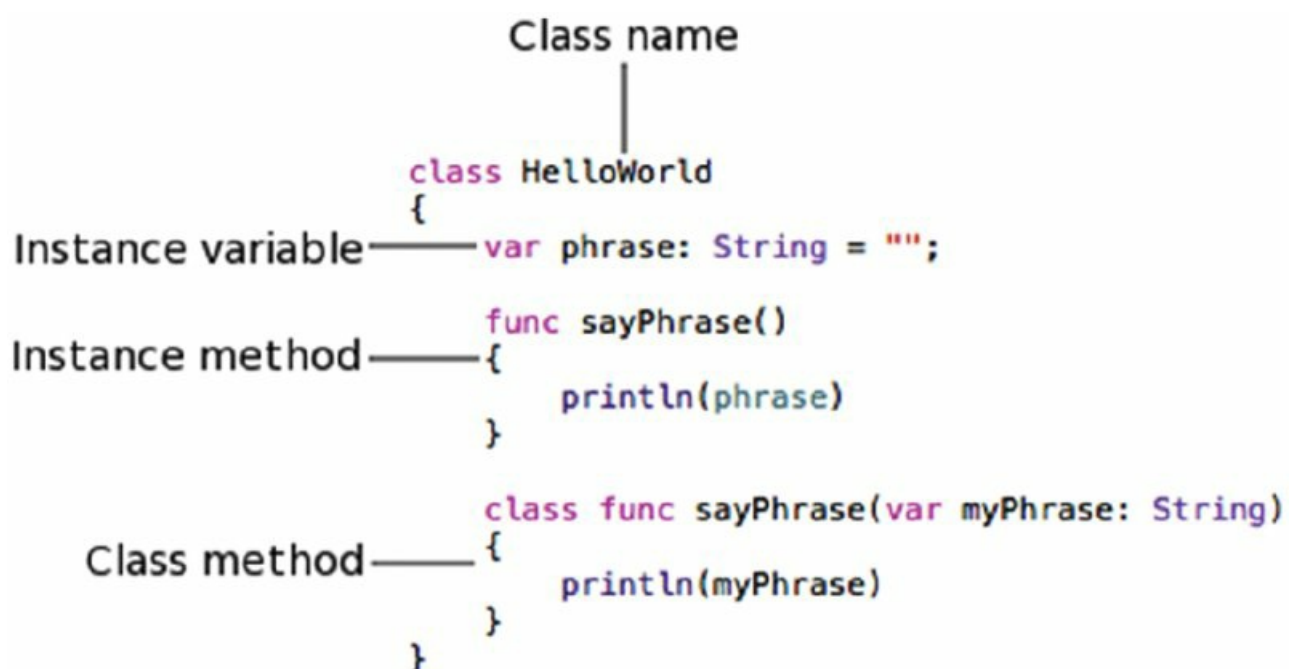 Class name
class HelloWorld
{
Instance variable var phrase: String = "";
func sayPhrase()
Instance method {
println(phrase)
}
class func sayPhrase(var myPhrase: String)
Class method {
println(myPhrase)
}
}